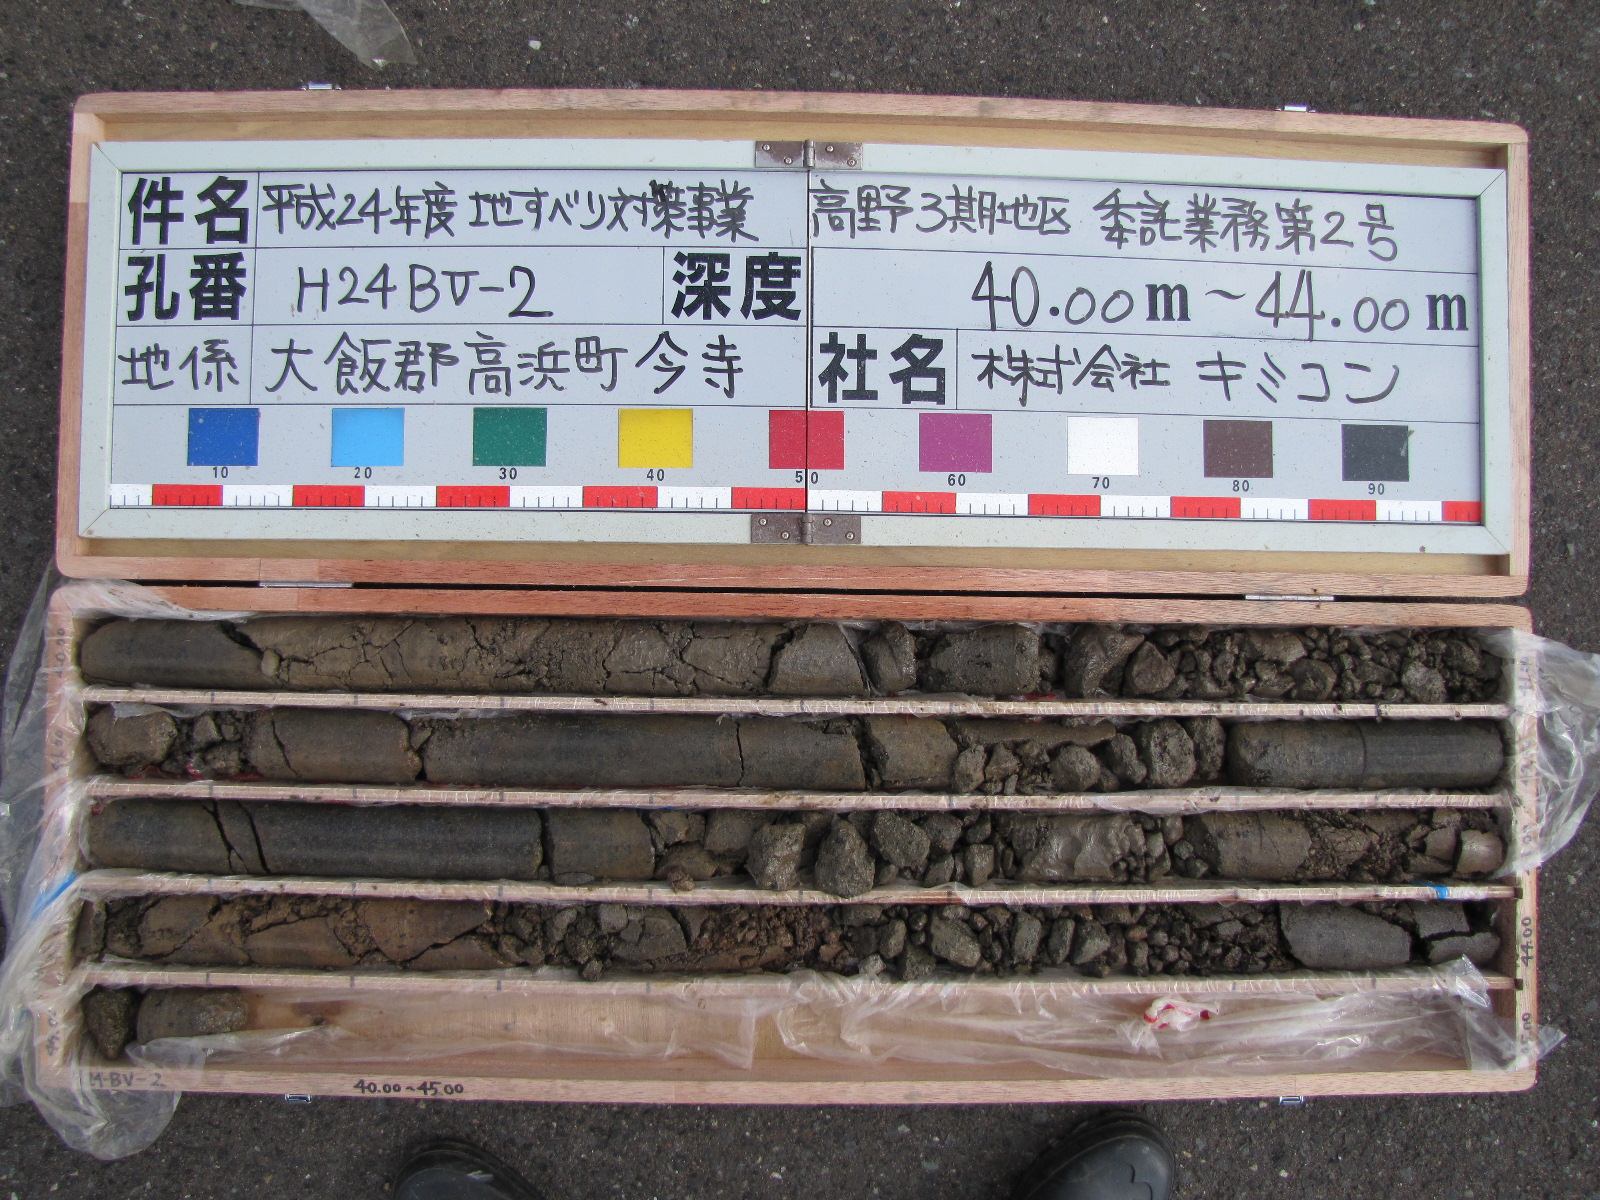 件名 平成24年度 地すべり対策事業 高野3期地区 委託業務第2号
孔番 H24BV-2 深度 40.00m~44.00m
地係 大飯郡高浜町今寺 社名 株式会社 キミコン
10 20 30 40 50 60 70 80 90
44.00
24-BV-2
40.00~45.00